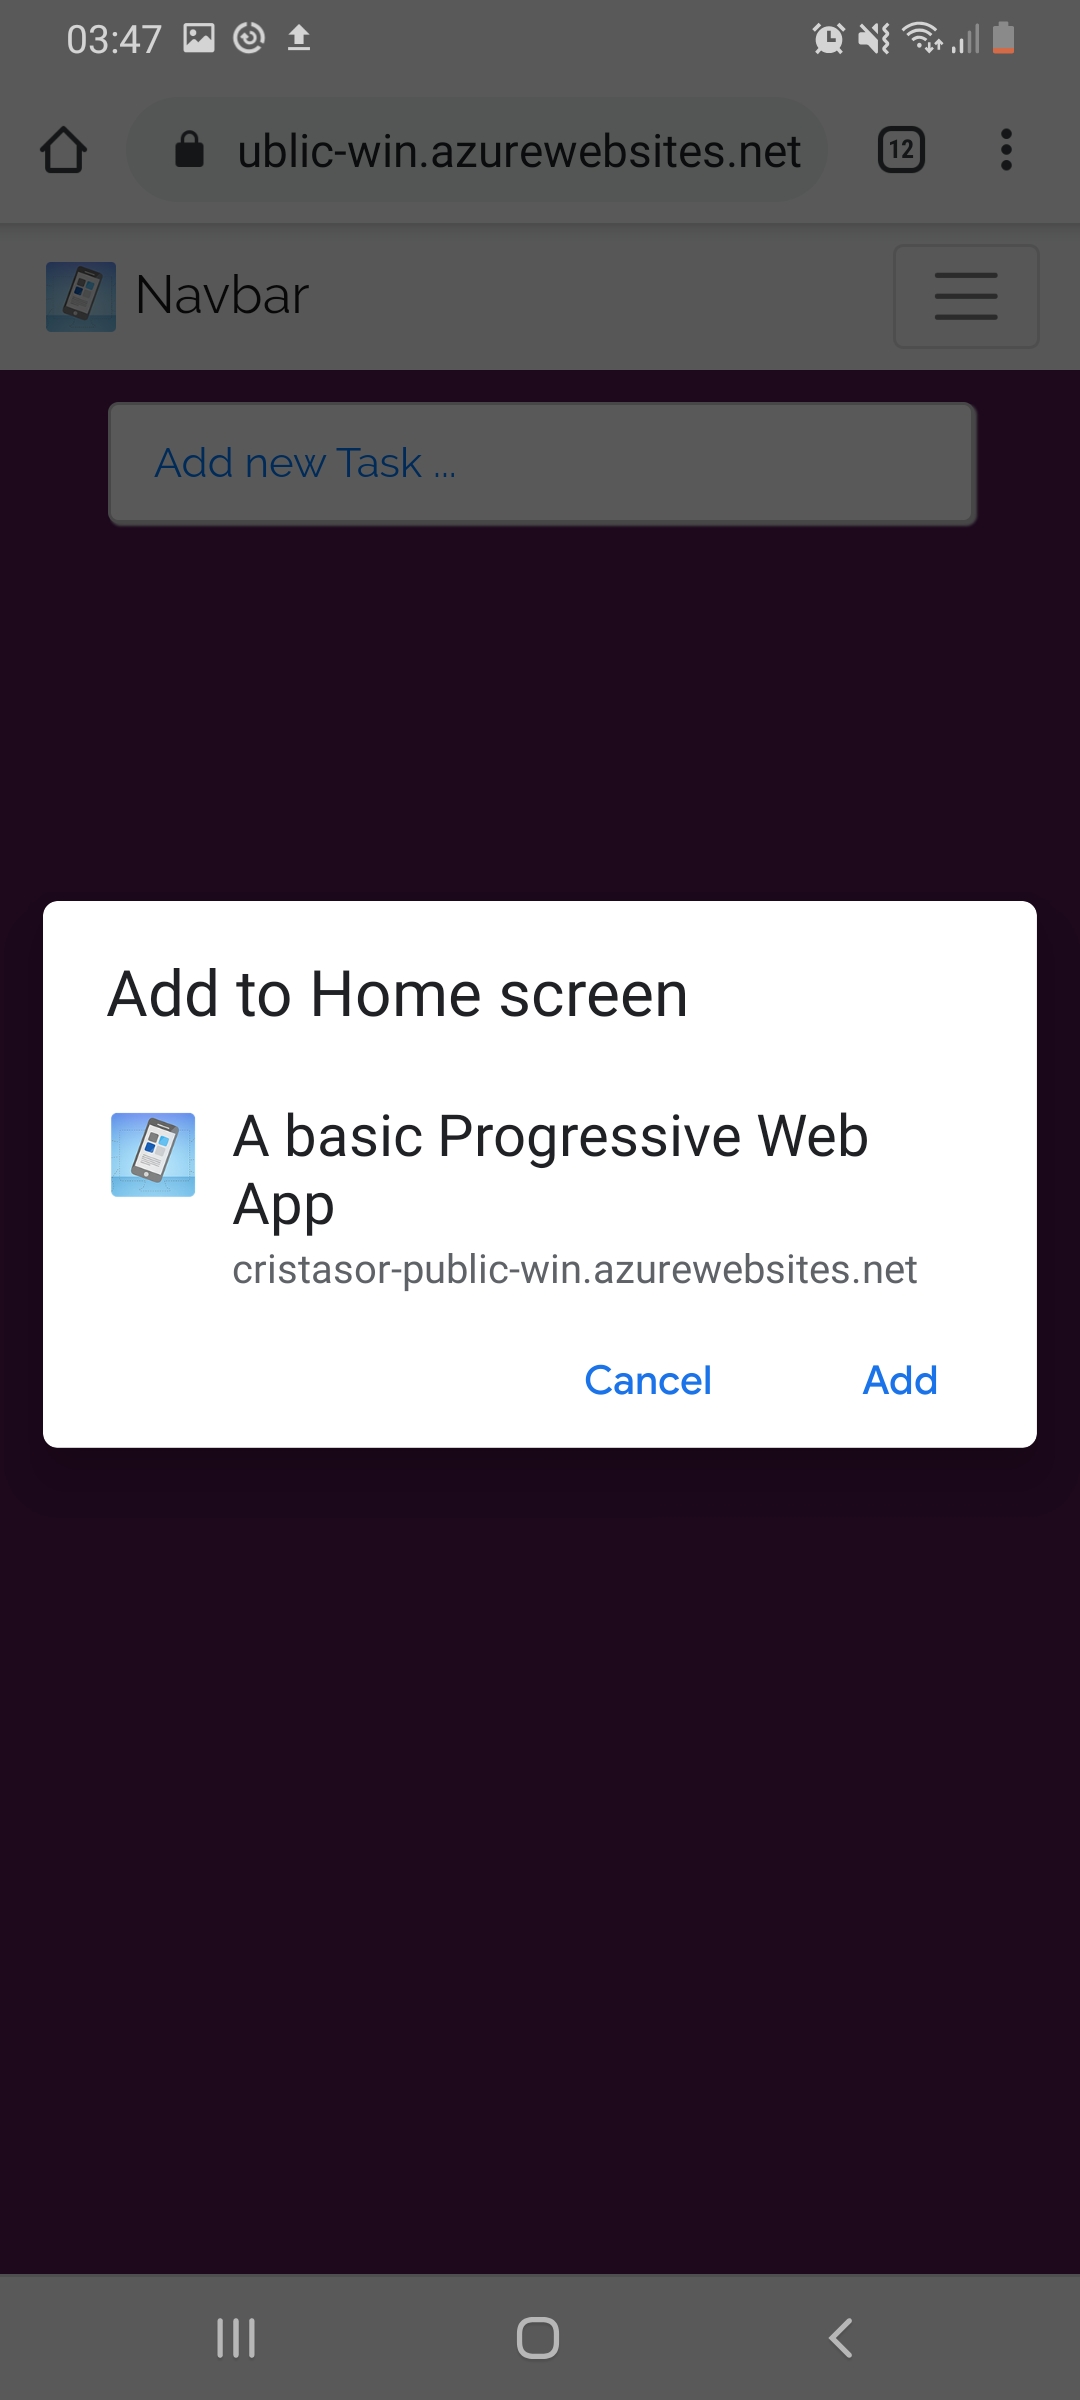 03:47
ublic-win.azurewebsites.net
12
Navbar
Add new Task ...
Add to Home screen
A basic Progressive Web
App
cristasor-public-win.azurewebsites.net
Cancel
Add